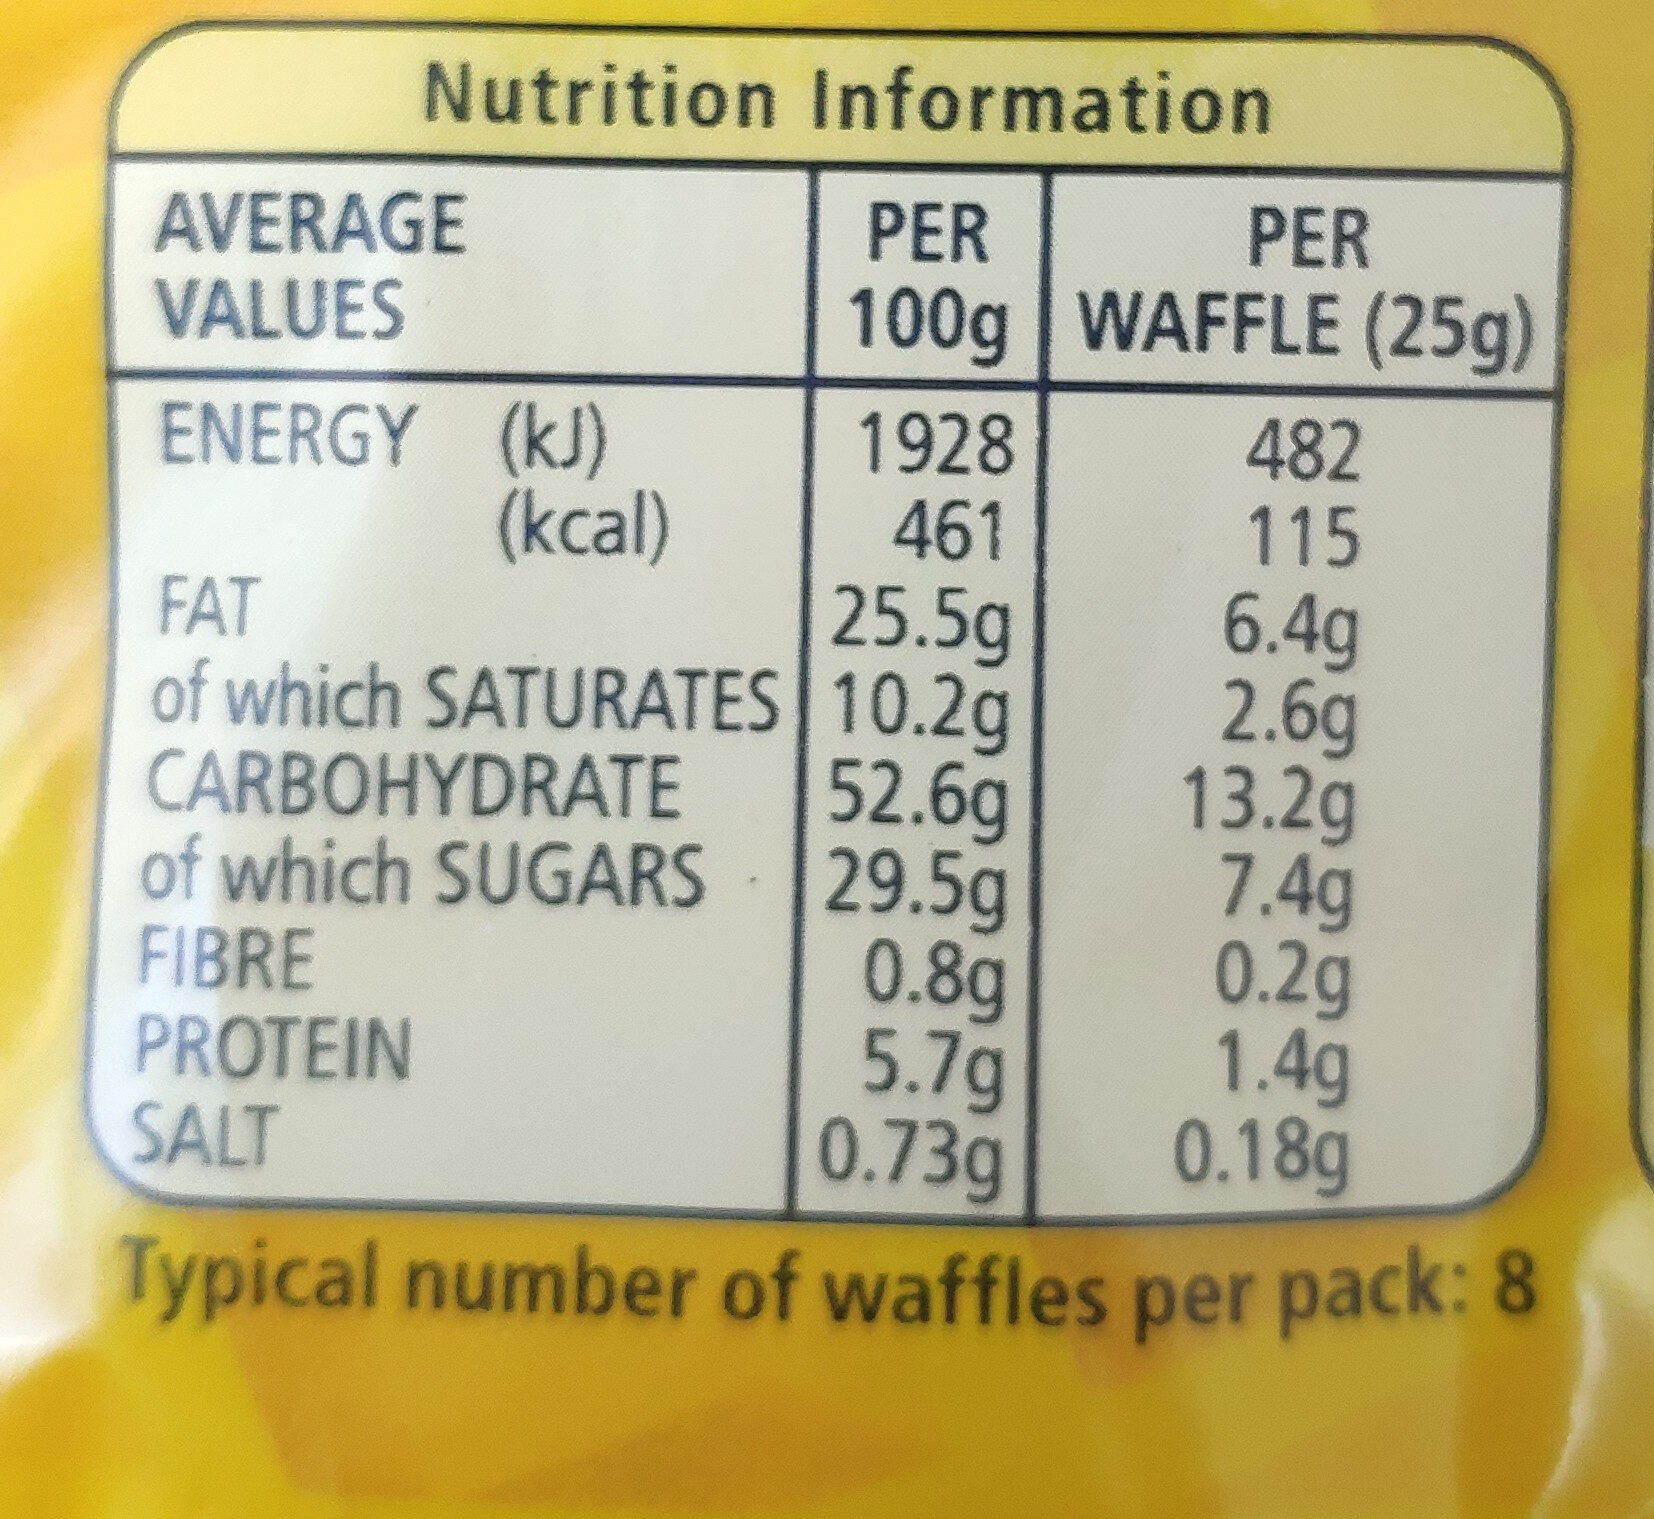 Nutrition Information
AVERAGE VALUES PER 100g PER WAFFLE (25g)
ENERGY (kJ) 1928 482
(kcal) 461 115
FAT 25.5g 6.4g
of which SATURATES 10.2g 2.6g
CARBOHYDRATE 52.6g 13.2g
of which SUGARS 29.5g 7.4g
FIBRE 0.8g 0.2g
PROTEIN 5.7g 1.4g
SALT 0.73g 0.18g
Typical number of waffles per pack: 8